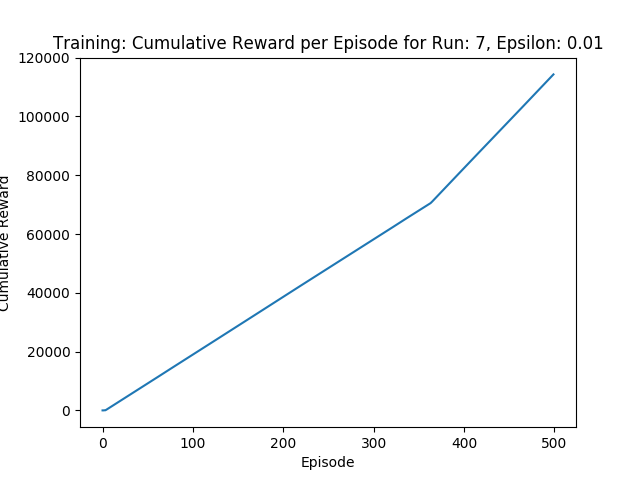 Training: Cumulative Reward per Episode for Run: 7, Epsilon: 0.01
120000
100000
80000
60000
40000
20000
0
Cumulative Reward
0 100 200 300 400 500
Episode